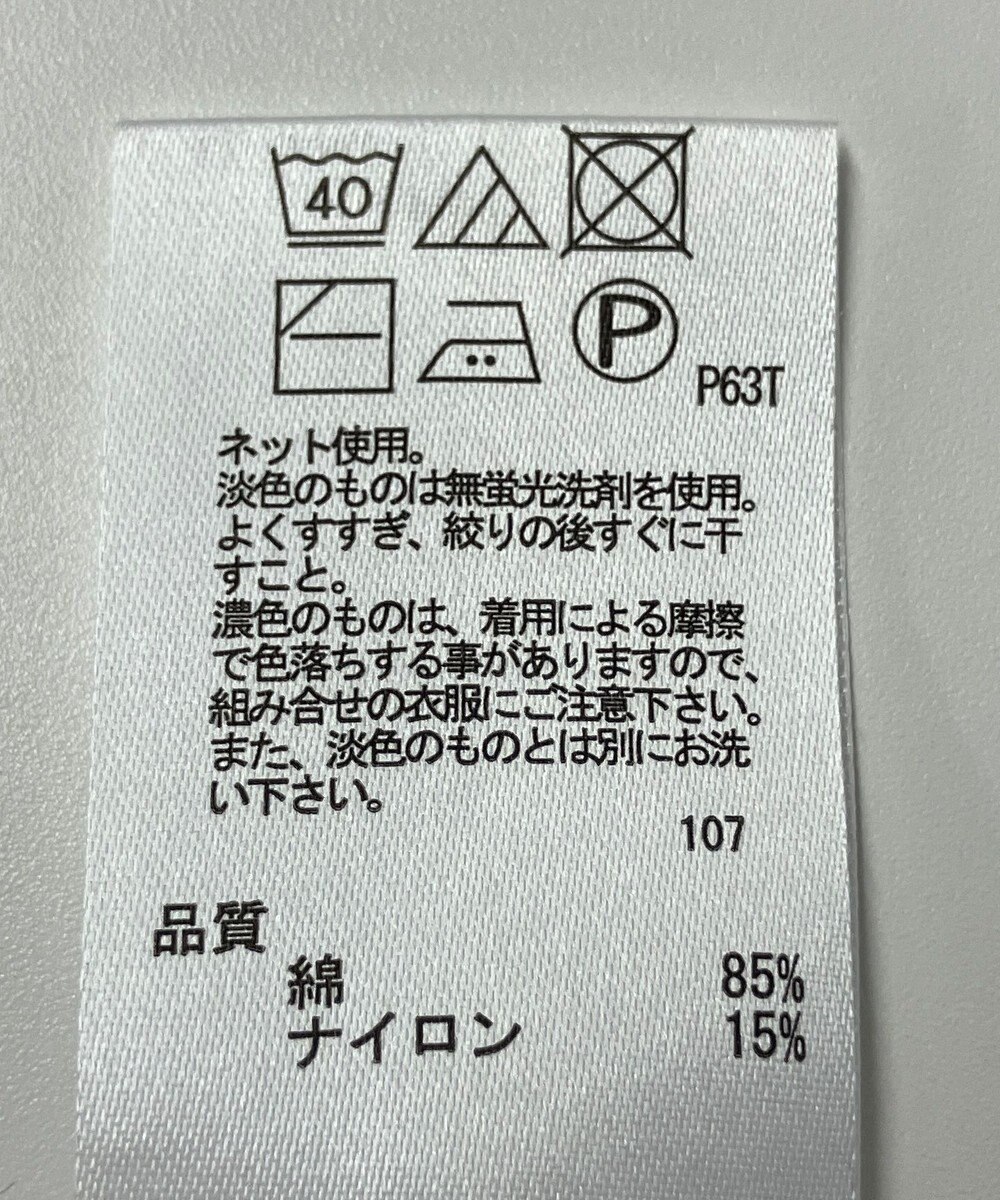 40
P
P63T
ネット使用。
淡色のものは無蛍光洗剤を使用。
よくすすぎ、絞りの後すぐに干
すこと。
濃色のものは、着用による摩擦
で色落ちする事がありますので、
組み合せの衣服にご注意下さい。
また、淡色のものとは別にお洗
い下さい。
107
品質
綿 85%
ナイロン 15%